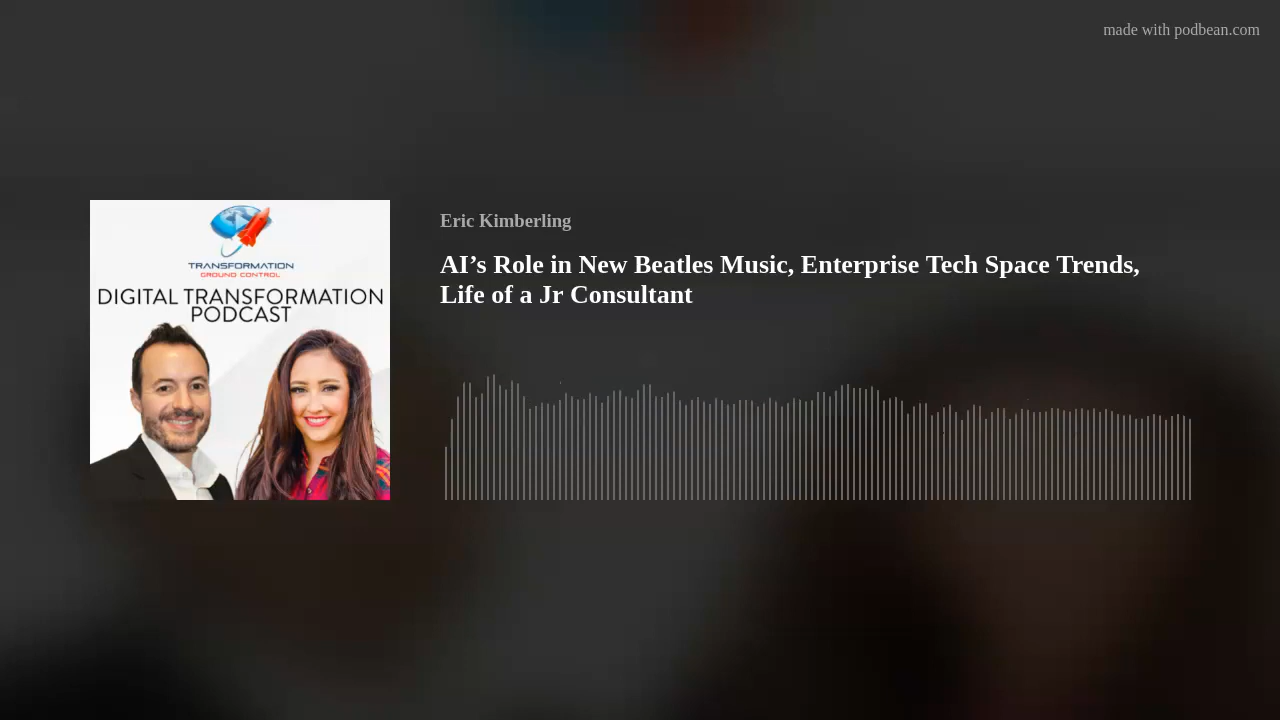 made with podbean.com
TRANSFORMATION
GROUND CONTROL
DIGITAL TRANSFORMATION
PODCAST
Eric Kimberling
AI’s Role in New Beatles Music, Enterprise Tech Space Trends,
Life of a Jr Consultant